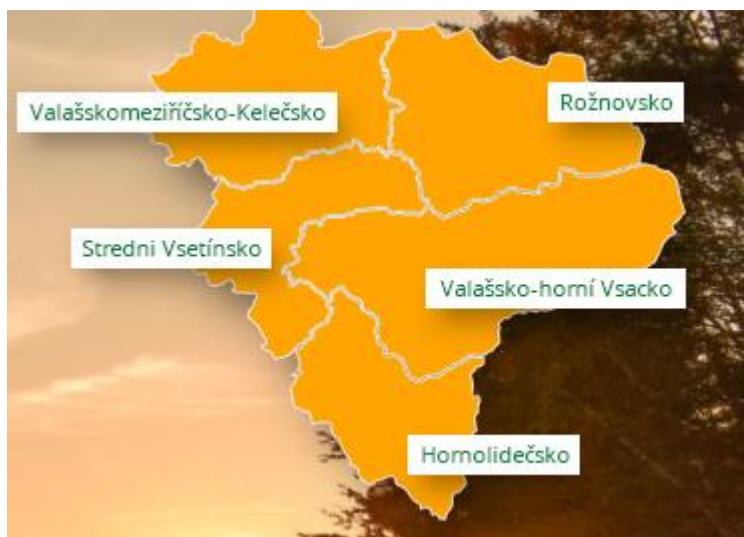 Rožnovsko
Valašskomeziříčsko-Kelečsko
Stredni Vsetínsko
Valašsko-horní Vsacko
Hornolidečsko